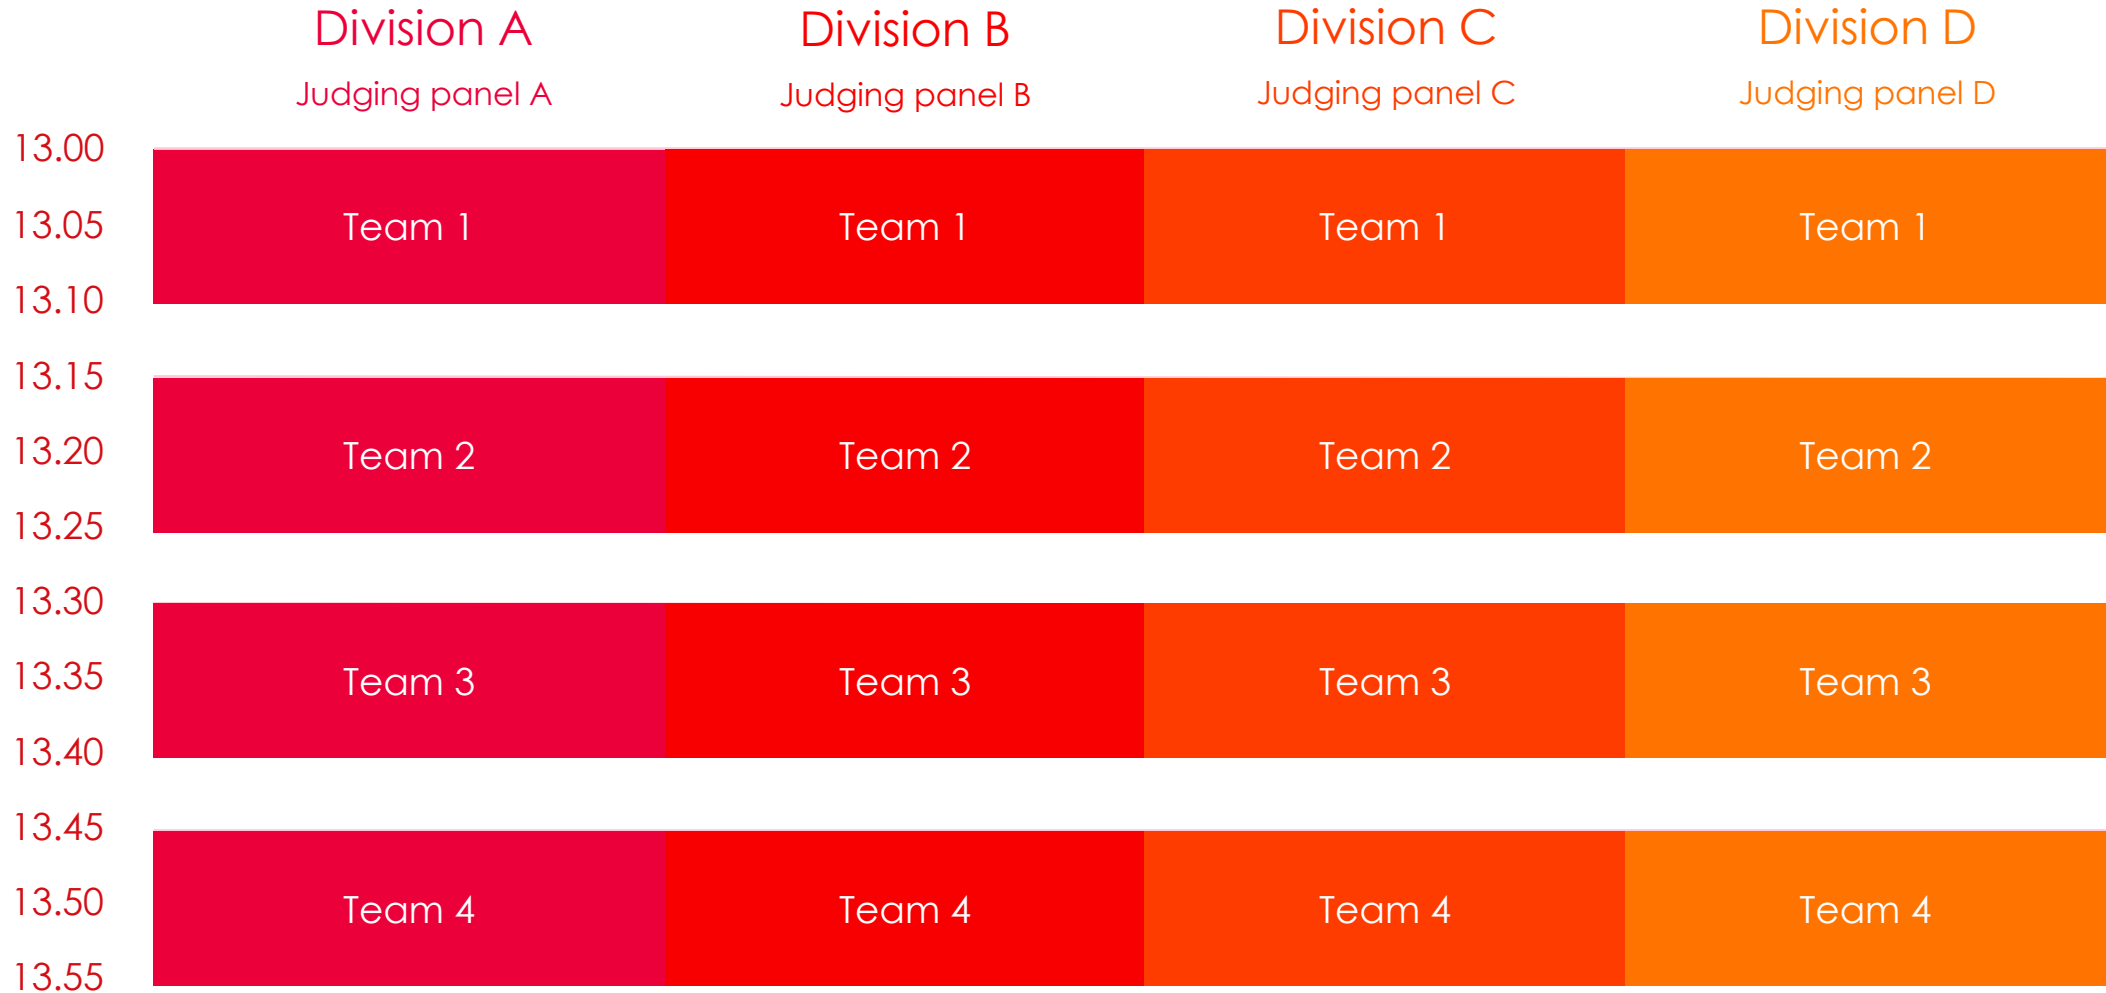 Division A Division B Division C Division D
Judging panel A Judging panel B Judging panel C Judging panel D
13.00
13.05 Team 1 Team 1 Team 1 Team 1
13.10
13.15
13.20 Team 2 Team 2 Team 2 Team 2
13.25
13.30
13.35 Team 3 Team 3 Team 3 Team 3
13.40
13.45
13.50 Team 4 Team 4 Team 4 Team 4
13.55